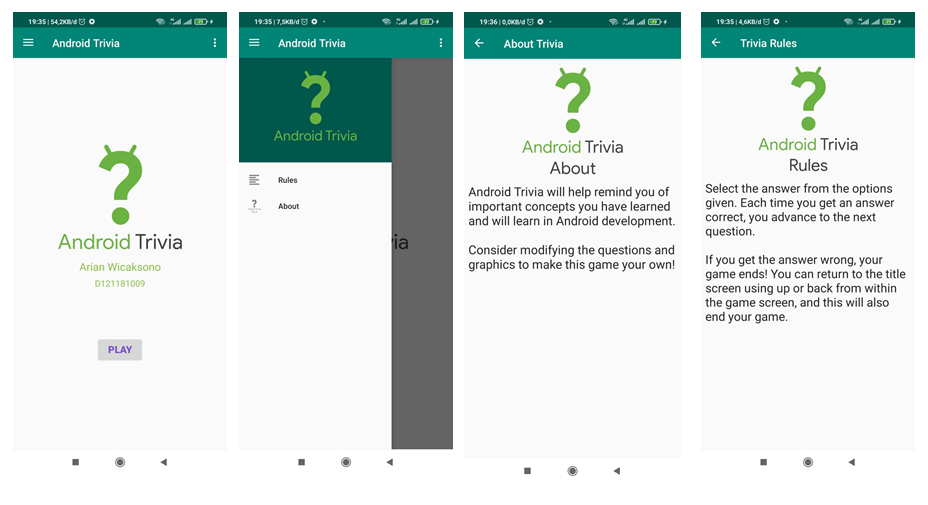 19:35 | 54,2KB/d
Android Trivia
Android Trivia
Arian Wicaksono
D121181009
PLAY
19:35 | 7,5KB/d
Android Trivia
Android Trivia
Rules
About
ia
19:36 | 0,0KB/d
About Trivia
Android Trivia
About
Android Trivia will help remind you of
important concepts you have learned
and will learn in Android development.
Consider modifying the questions and
graphics to make this game your own!
19:35 | 4,6KB/d
Trivia Rules
Android Trivia
Rules
Select the answer from the options
given. Each time you get an answer
correct, you advance to the next
question.
If you get the answer wrong, your
game ends! You can return to the title
screen using up or back from within
the game screen, and this will also
end your game.